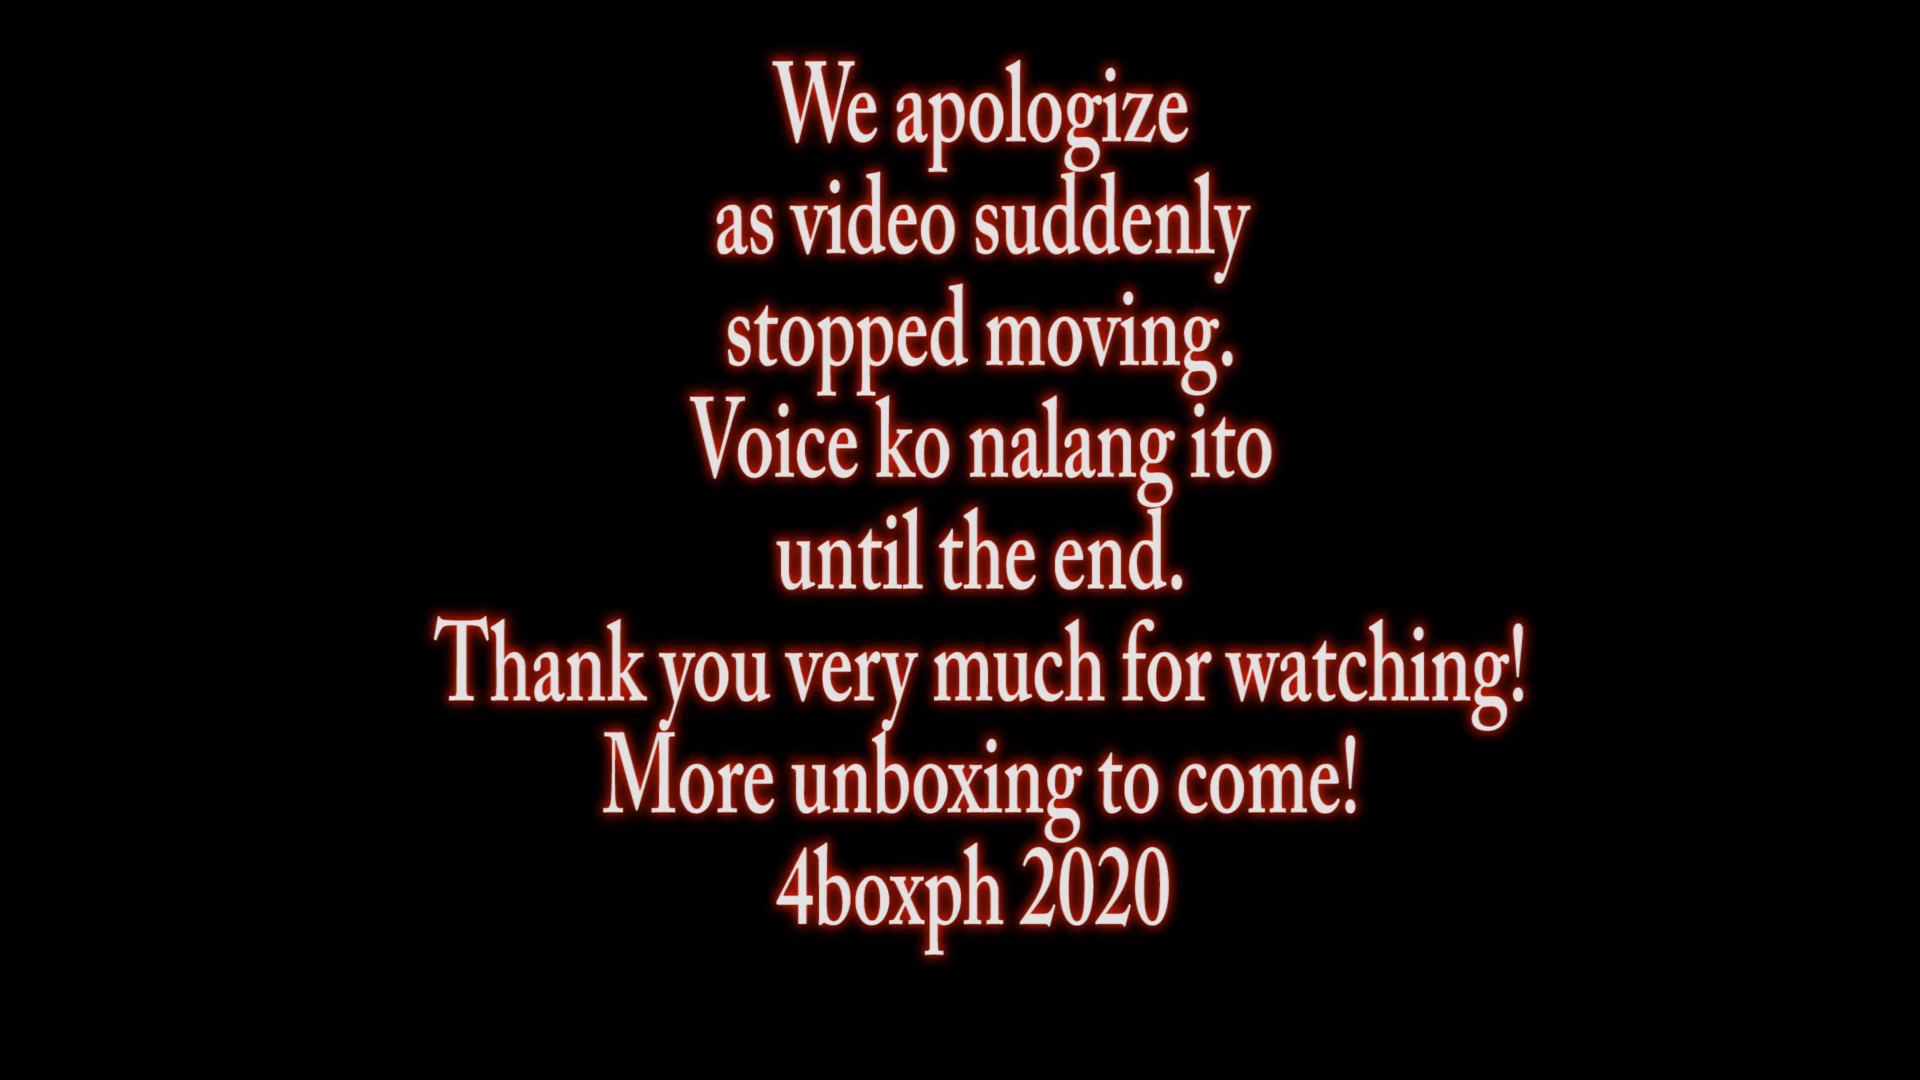 We apologize
as video suddenly
stopped moving.
Voice ko nalang ito
until the end.
Thank you very much for watching!
More unboxing to come!
4boxph 2020